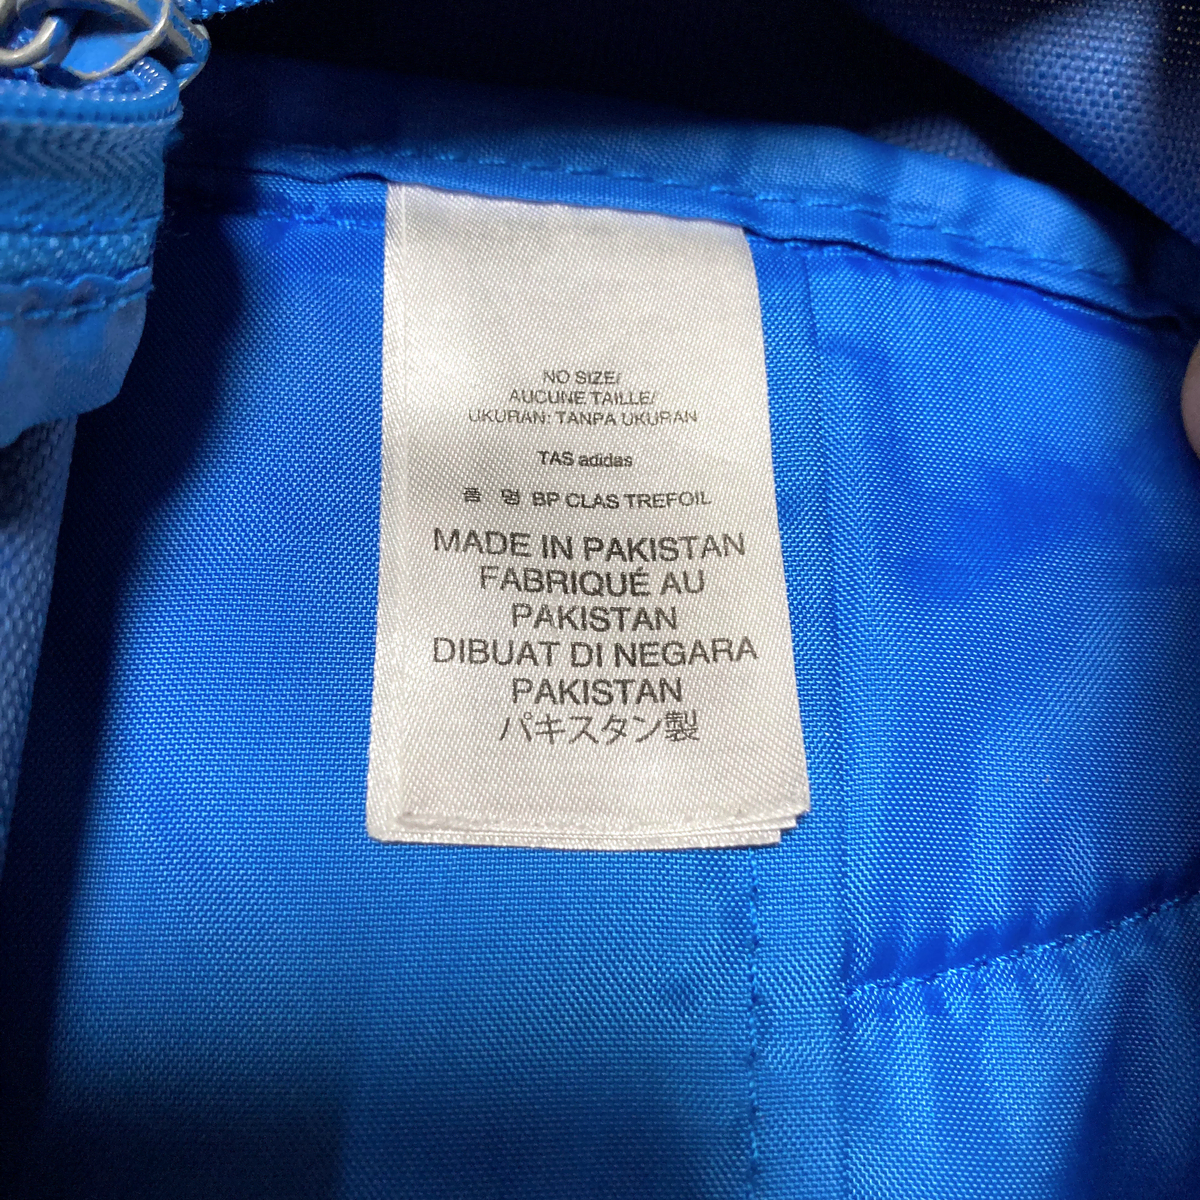 NO SIZE/
AUCUNE TAILLE/
UKURAN: TANPA UKURAN
TAS adidas
품 명 BP CLAS TREFOIL
MADE IN PAKISTAN
FABRIQUÉ AU
PAKISTAN
DIBUAT DI NEGARA
PAKISTAN
パキスタン製